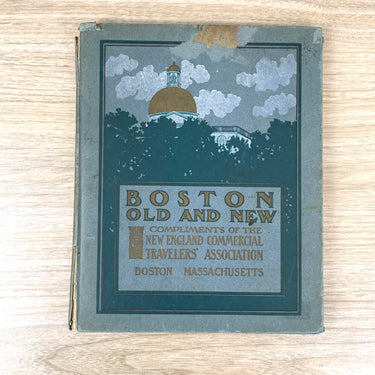 BOSTON
OLD AND NEW
COMPLIMENTS OF THE
NEW ENGLAND COMMERCIAL
TRAVELERS' ASSOCIATION
BOSTON MASSACHUSETTS